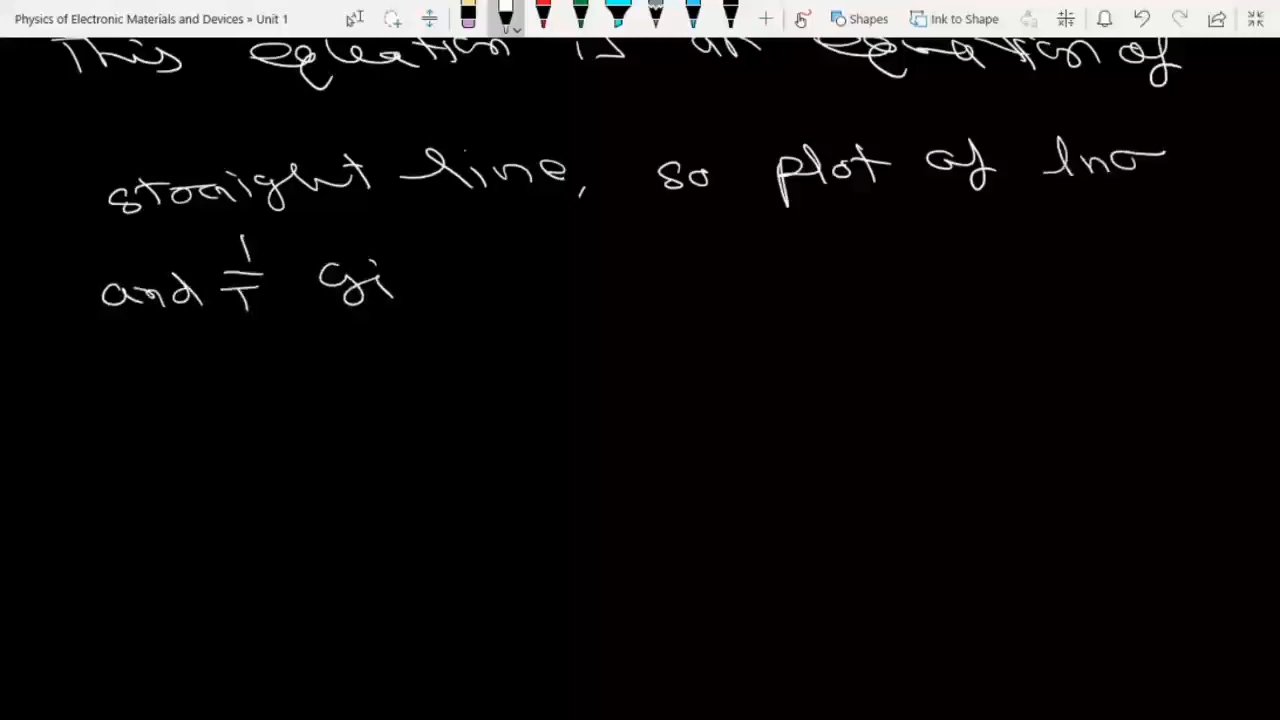 Physics of Electronic Materials and Devices » Unit 1 Shapes Ink to Shape
This equation is an equation of
straight line, so plot of lnσ
and 1/T Gi